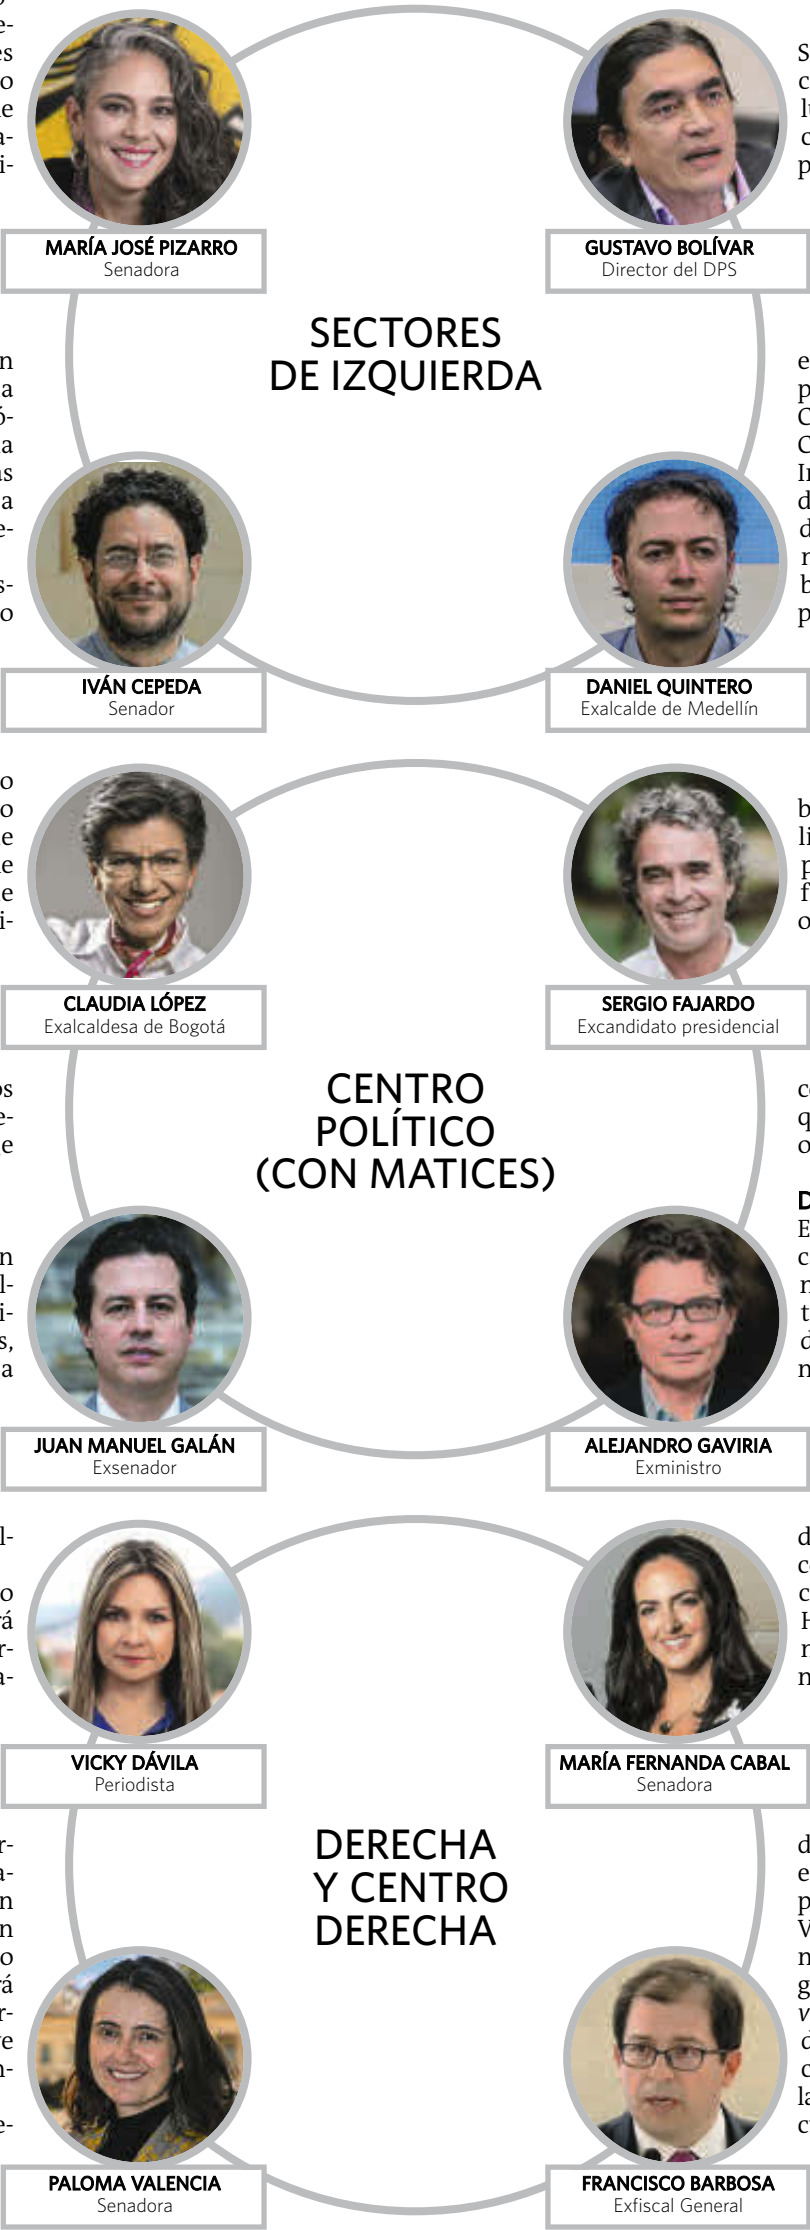 MARÍA JOSÉ PIZARRO
Senadora
GUSTAVO BOLÍVAR
Director del DPS
SECTORES
DE IZQUIERDA
IVÁN CEPEDA
Senador
DANIEL QUINTERO
Exalcalde de Medellín
CLAUDIA LÓPEZ
Exalcaldesa de Bogotá
SERGIO FAJARDO
Excandidato presidencial
CENTRO
POLÍTICO
(CON MATICES)
JUAN MANUEL GALÁN
Exsenador
ALEJANDRO GAVIRIA
Exministro
VICKY DÁVILA
Periodista
MARÍA FERNANDA CABAL
Senadora
DERECHA
Y CENTRO
DERECHA
PALOMA VALENCIA
Senadora
FRANCISCO BARBOSA
Exfiscal General